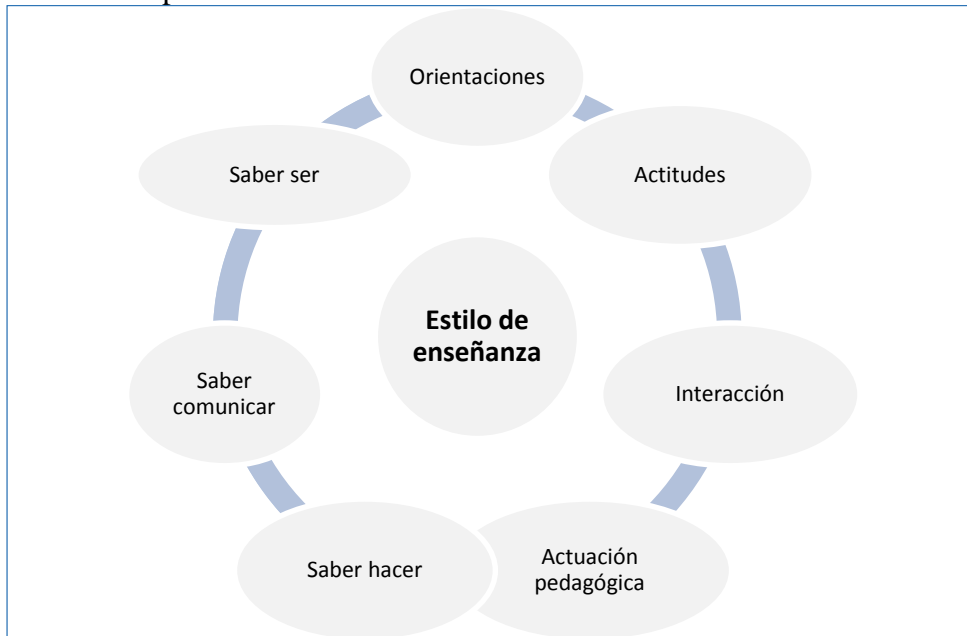 Orientaciones
Saber ser
Actitudes
Estilo de
enseñanza
Saber
comunicar
Interacción
Saber hacer
Actuación
pedagógica